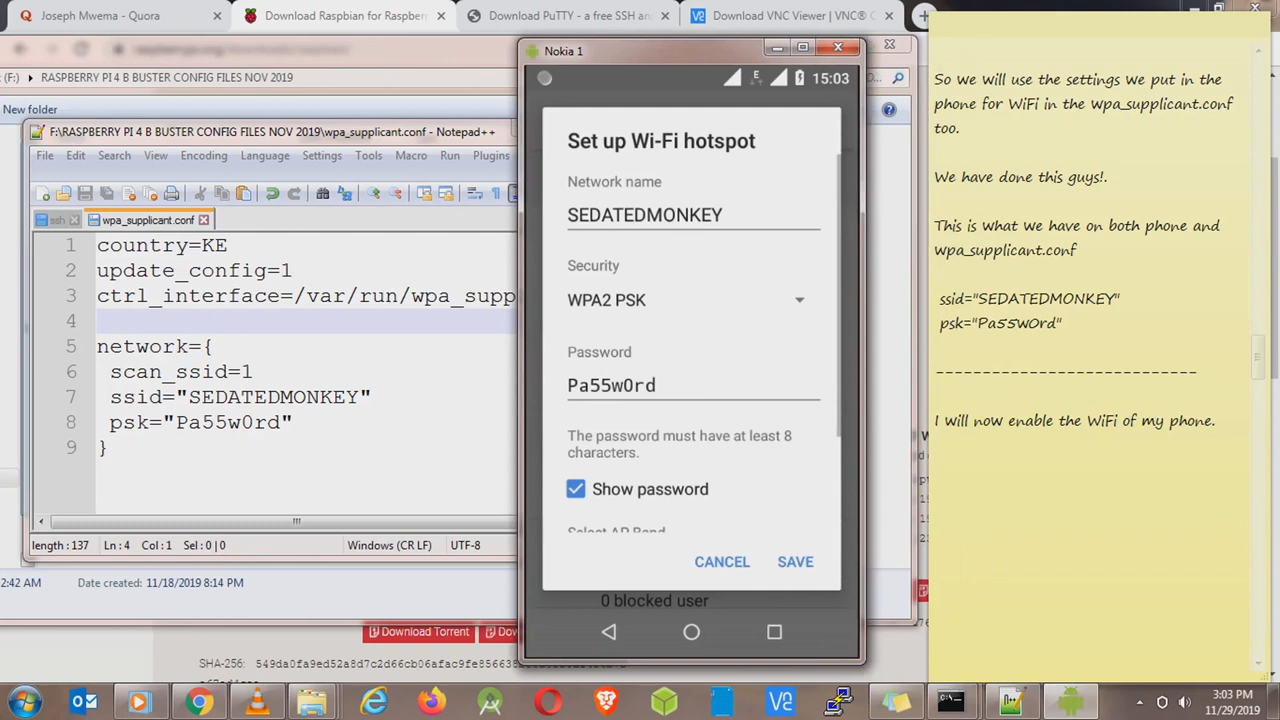 Joseph Mwema - Quora
Download Raspbian for Raspberr
Download PuTTY - a free SSH an
Download VNC Viewer | VNC® C
(F:)
RASPBERRY PI 4 B BUSTER CONFIG FILES NOV 2019
New folder
F:\RASPBERRY PI 4 B BUSTER CONFIG FILES NOV 2019\wpa_supplicant.conf - Notepad++
File Edit Search View Encoding Language Settings Tools Macro Run Plugins
ssh
wpa_supplicant.conf
1 country=KE
2 update_config=1
3 ctrl_interface=/var/run/wpa_supp
4
5 network={
6 scan_ssid=1
7 ssid="SEDATEDMONKEY"
8 psk="Pa55w0rd"
9 }
length : 137 Ln : 4 Col : 1 Sel : 0 | 0 Windows (CR LF) UTF-8
2:42 AM Date created: 11/18/2019 8:14 PM
Download Torrent
SHA-256:
Nokia 1
E
15:03
Set up Wi-Fi hotspot
Network name
SEDATEDMONKEY
Security
WPA2 PSK
Password
Pa55w0rd
The password must have at least 8
characters.
Show password
Select AP Band
CANCEL SAVE
0 blocked user
So we will use the settings we put in the
phone for WiFi in the wpa_supplicant.conf
too.
We have done this guys!.
This is what we have on both phone and
wpa_supplicant.conf
ssid="SEDATEDMONKEY"
psk="Pa55w0rd"
---------------------------
I will now enable the WiFi of my phone.
3:03 PM
11/29/2019